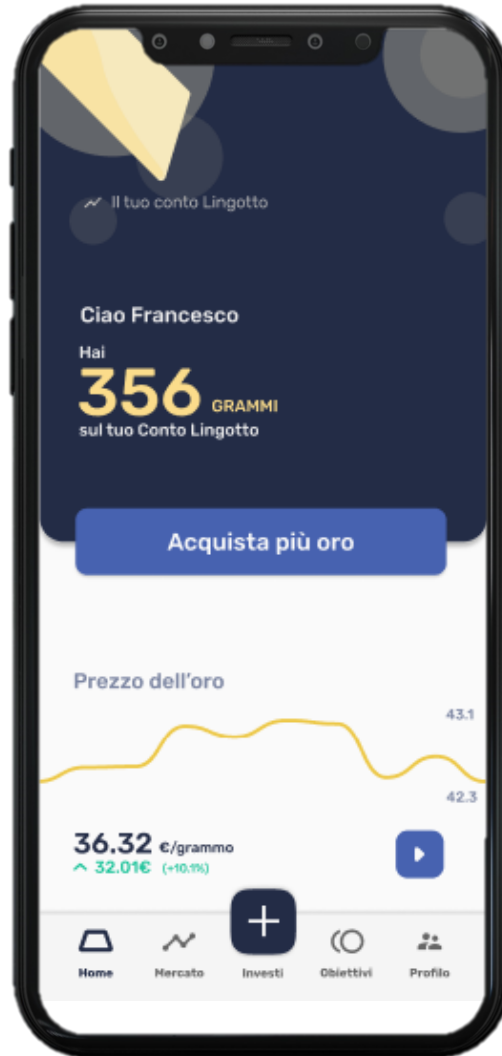 Il tuo conto Lingotto
Ciao Francesco
Hai
356 GRAMMI
sul tuo Conto Lingotto
Acquista più oro
Prezzo dell'oro
43.1
42.3
36.32 €/grammo
32.01€ (+10.1%)
Home Mercato Investi Obiettivi Profilo